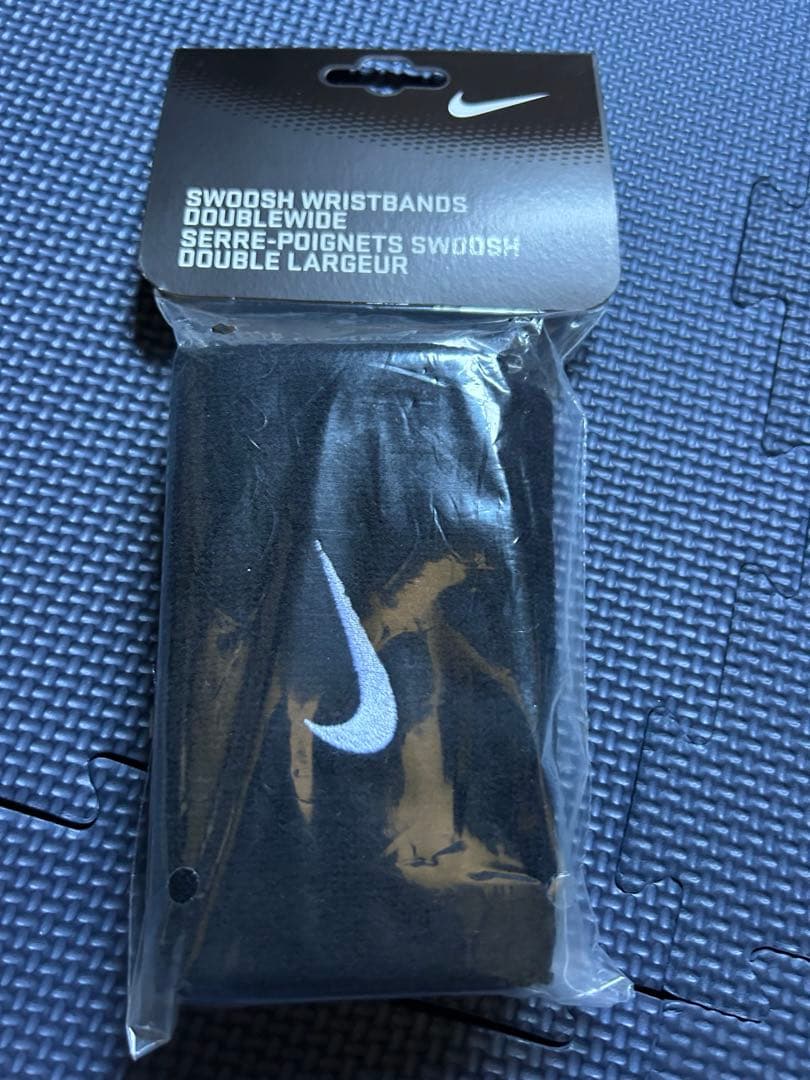 SWOOSH WRISTBANDS
DOUBLEWIDE
SERRE-POIGNETS SWOOSH
DOUBLE LARGEUR